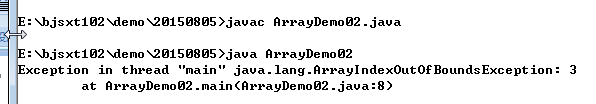 E:\bjsxt102\demo\20150805>javac ArrayDemo02.java
E:\bjsxt102\demo\20150805>java ArrayDemo02
Exception in thread "main" java.lang.ArrayIndexOutOfBoundsException: 3
        at ArrayDemo02.main(ArrayDemo02.java:8)